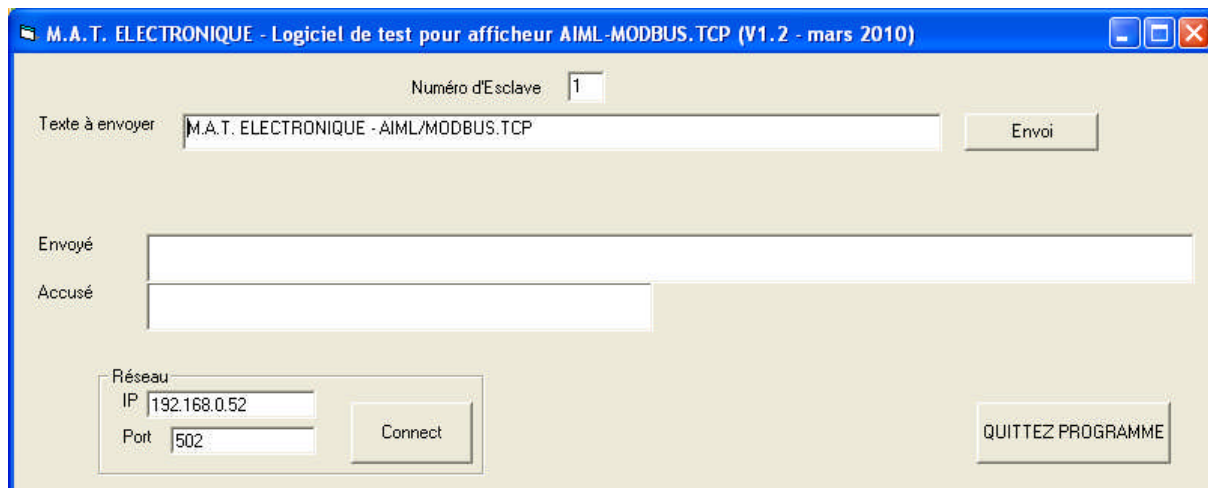 M.A.T. ELECTRONIQUE - Logiciel de test pour afficheur AIML-MODBUS.TCP (V1.2 - mars 2010)
Numéro d'Esclave 1
Texte à envoyer M.A.T. ELECTRONIQUE - AIML/MODBUS.TCP Envoi
Envoyé
Accusé
Réseau
IP 192.168.0.52
Port 502 Connect QUITTEZ PROGRAMME